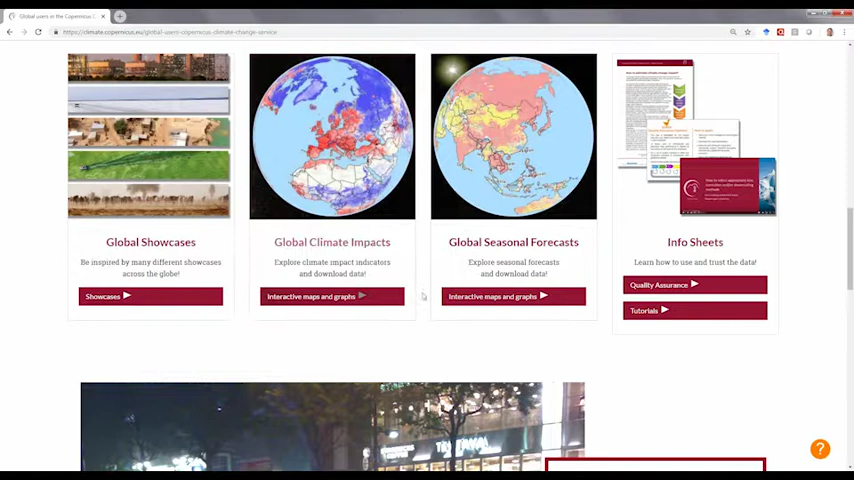 Global users in the Copernicus C
https://climate.copernicus.eu/global-users-copernicus-climate-change-service
Global Showcases
Be inspired by many different showcases
across the globe!
Showcases
Global Climate Impacts
Explore climate impact indicators
and download data!
Interactive maps and graphs
Global Seasonal Forecasts
Explore seasonal forecasts
and download data!
Interactive maps and graphs
Info Sheets
Learn how to use and trust the data!
Quality Assurance
Tutorials
?